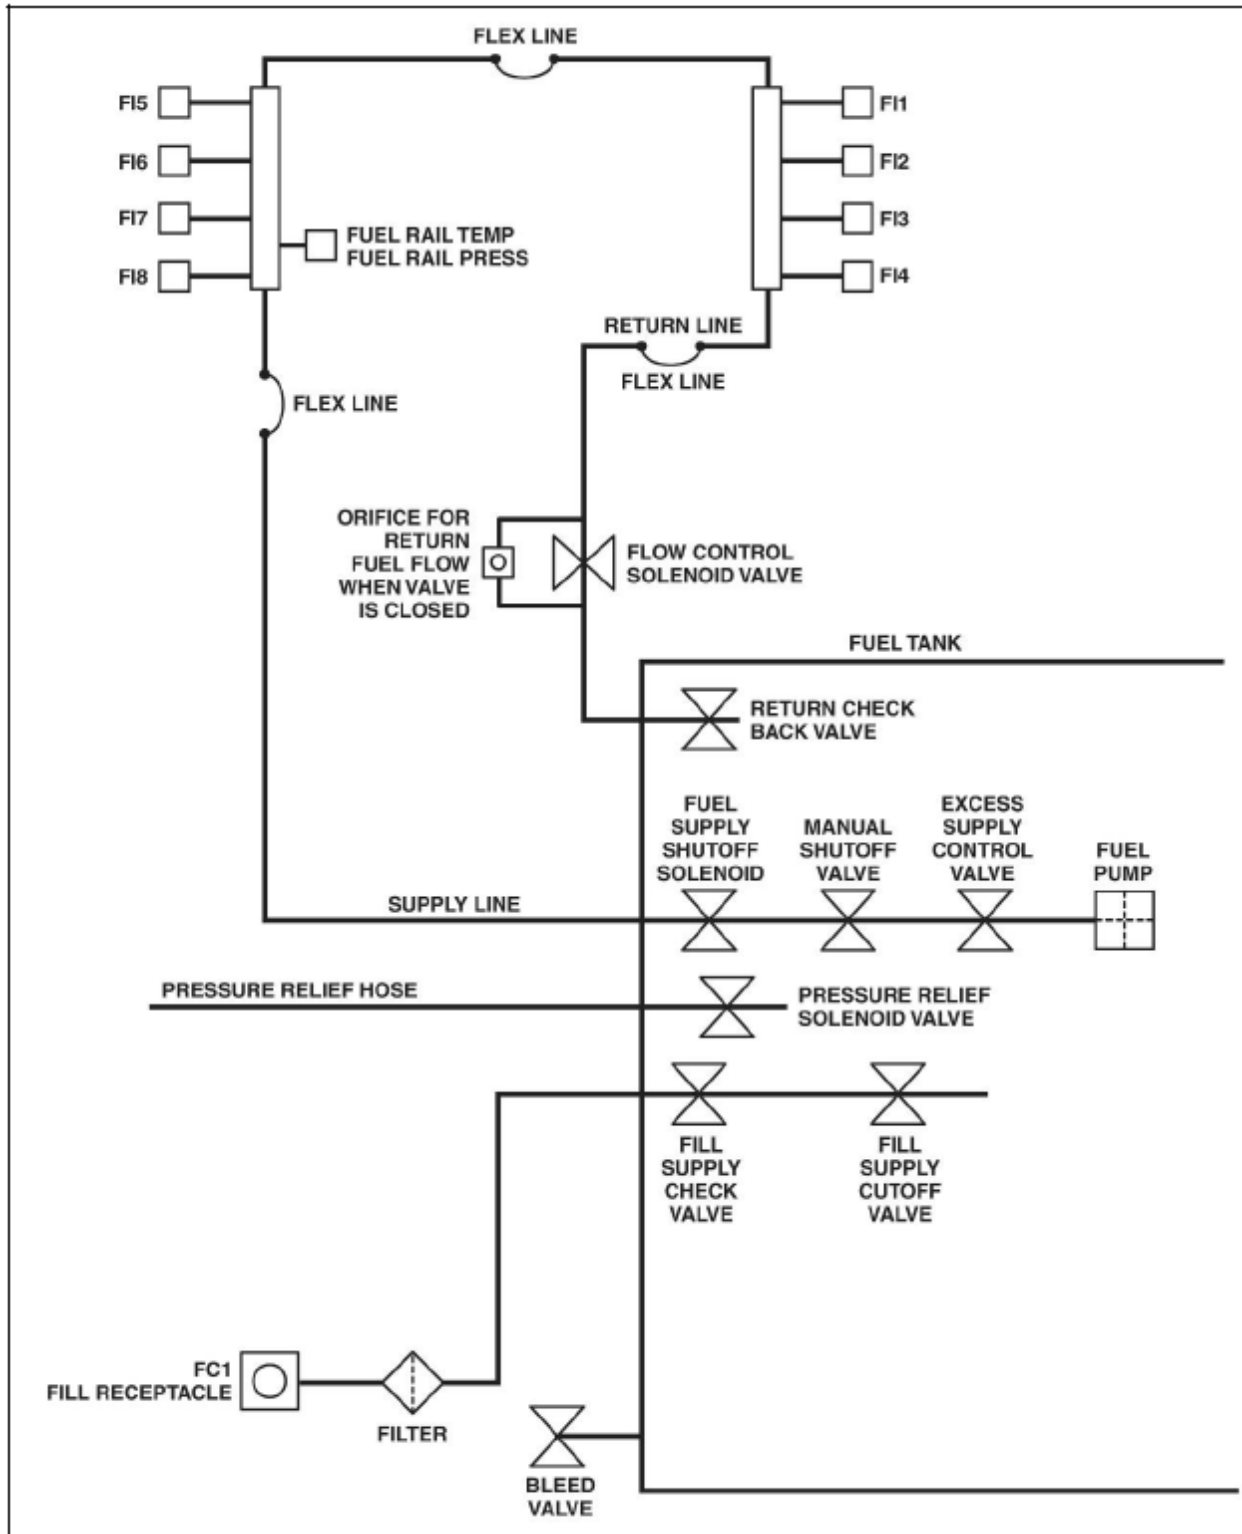 FLEX LINE
FI5
FI6
FI7
FI8
FUEL RAIL TEMP
FUEL RAIL PRESS
FI1
FI2
FI3
FI4
RETURN LINE
FLEX LINE
FLEX LINE
ORIFICE FOR
RETURN
FUEL FLOW
WHEN VALVE
IS CLOSED
FLOW CONTROL
SOLENOID VALVE
FUEL TANK
RETURN CHECK
BACK VALVE
FUEL
SUPPLY
SHUTOFF
SOLENOID
MANUAL
SHUTOFF
VALVE
EXCESS
SUPPLY
CONTROL
VALVE
FUEL
PUMP
SUPPLY LINE
PRESSURE RELIEF HOSE
PRESSURE RELIEF
SOLENOID VALVE
FILL
SUPPLY
CHECK
VALVE
FILL
SUPPLY
CUTOFF
VALVE
FC1
FILL RECEPTACLE
FILTER
BLEED
VALVE